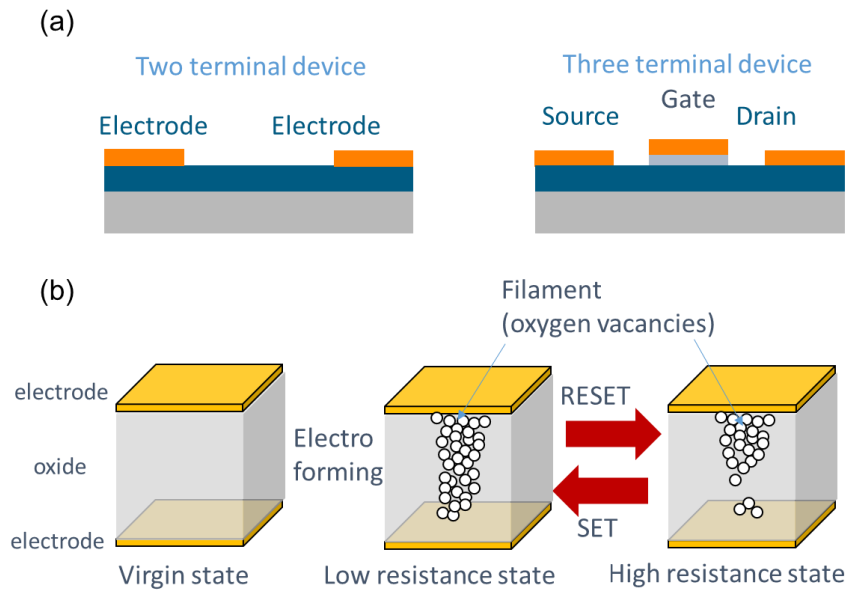 (a)
Two terminal device
Electrode
Electrode
Three terminal device
Gate
Source
Drain
(b)
Filament
(oxygen vacancies)
electrode
oxide
electrode
Electro
forming
RESET
SET
Virgin state
Low resistance state
High resistance state